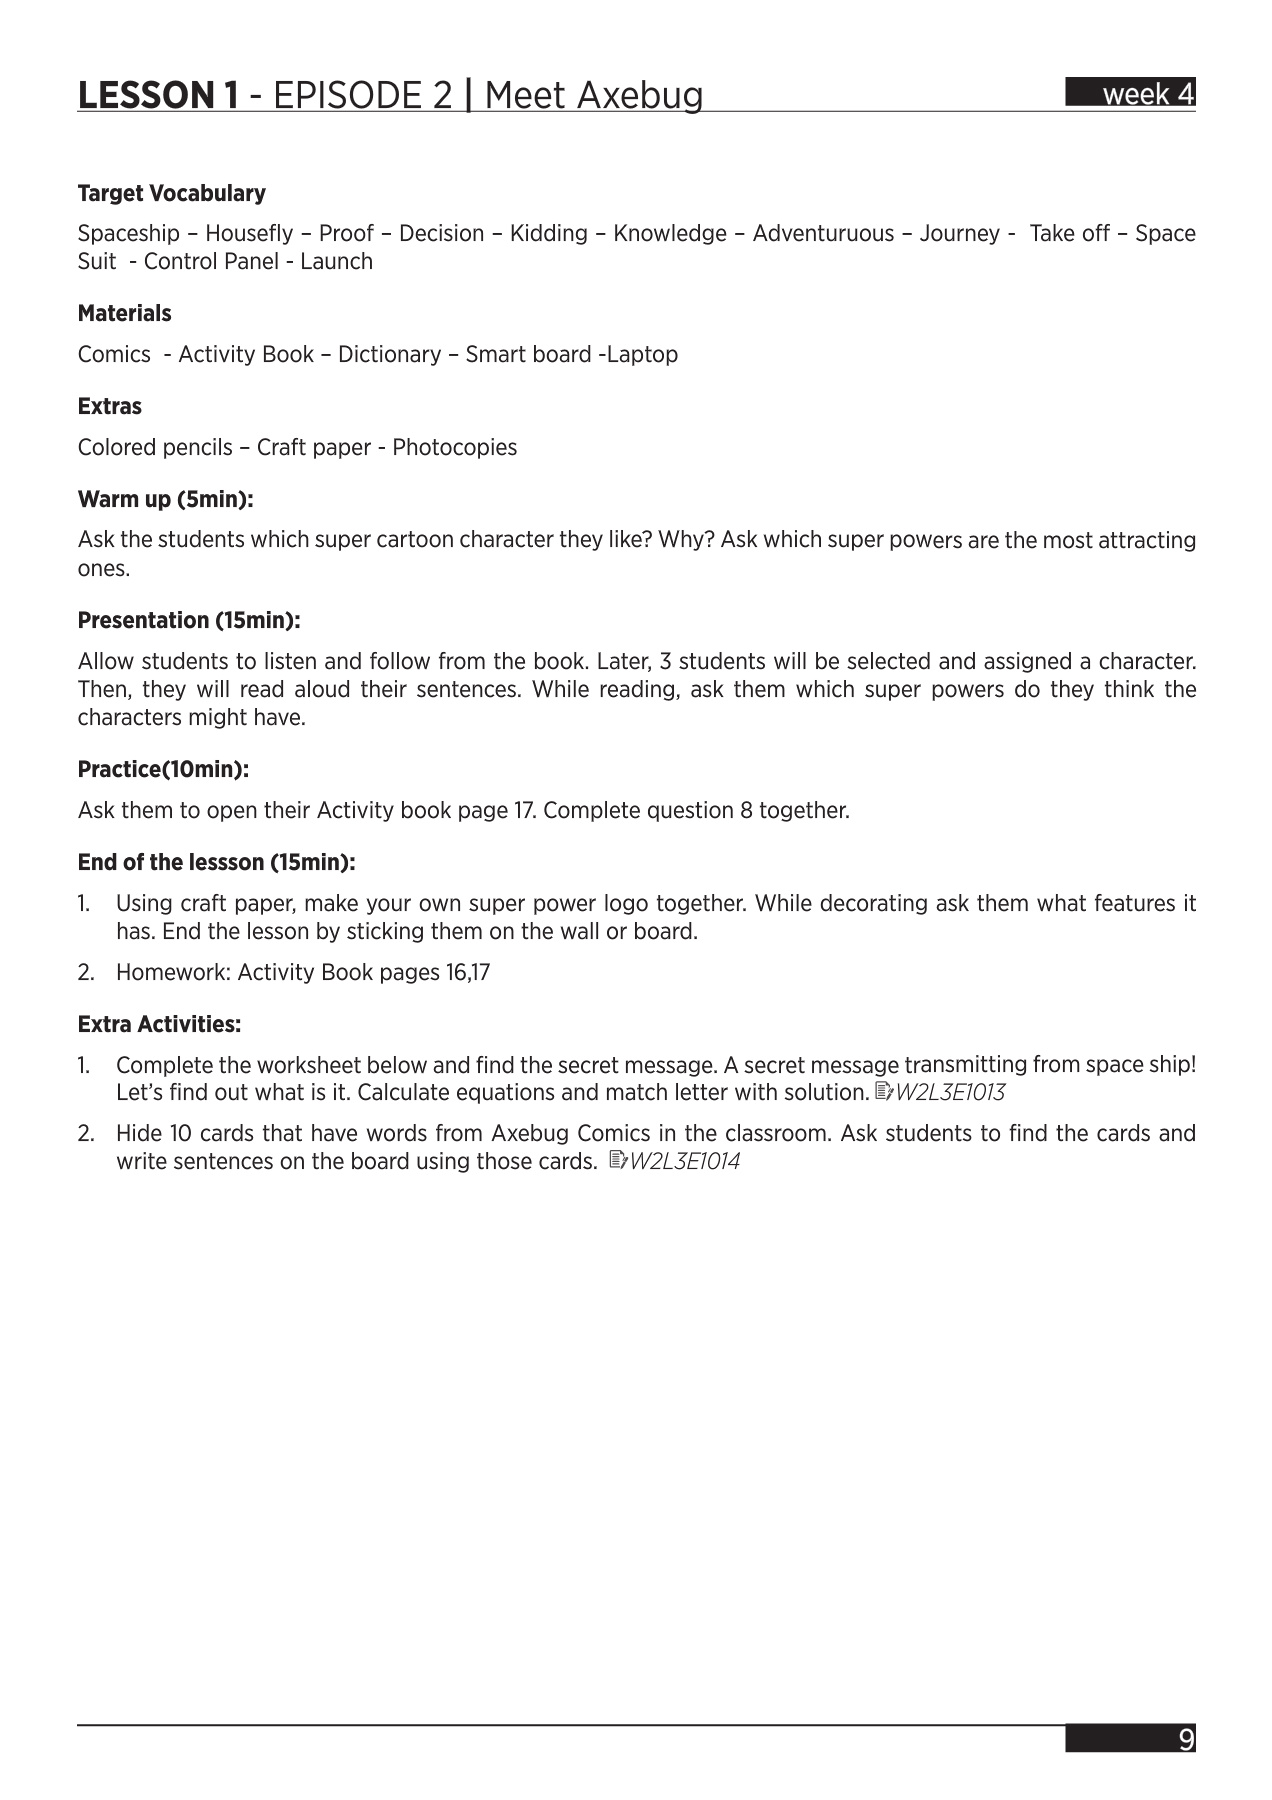 LESSON 1 - EPISODE 2 | Meet Axebug
week 4
Target Vocabulary
Spaceship – Housefly – Proof – Decision – Kidding – Knowledge – Adventuruous – Journey -  Take off – Space
Suit  - Control Panel - Launch
Materials
Comics  - Activity Book – Dictionary – Smart board -Laptop
Extras
Colored pencils – Craft paper - Photocopies
Warm up (5min):
Ask the students which super cartoon character they like? Why? Ask which super powers are the most attracting
ones.
Presentation (15min):
Allow students to listen and follow from the book. Later, 3 students will be selected and assigned a character.
Then, they will read aloud their sentences. While reading, ask them which super powers do they think the
characters might have.
Practice(10min):
Ask them to open their Activity book page 17. Complete question 8 together.
End of the lessson (15min):
1. Using craft paper, make your own super power logo together. While decorating ask them what features it
has. End the lesson by sticking them on the wall or board.
2. Homework: Activity Book pages 16,17
Extra Activities:
1. Complete the worksheet below and find the secret message. A secret message transmitting from space ship!
Let's find out what is it. Calculate equations and match letter with solution. W2L3E1013
2. Hide 10 cards that have words from Axebug Comics in the classroom. Ask students to find the cards and
write sentences on the board using those cards. W2L3E1014
9